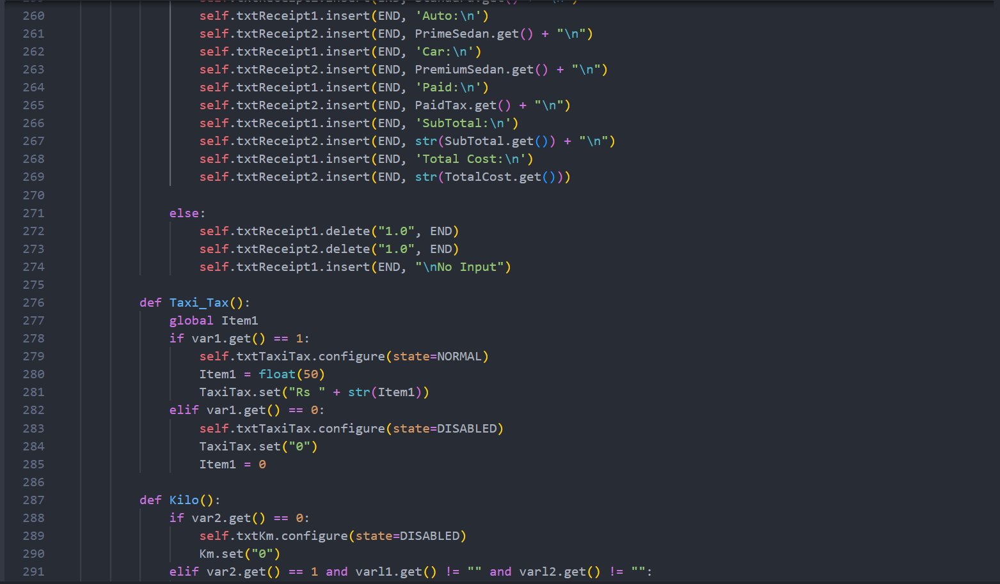 260 self.txtReceipt1.insert(END, 'Auto:\n')
261 self.txtReceipt2.insert(END, PrimeSedan.get() + "\n")
262 self.txtReceipt1.insert(END, 'Car:\n')
263 self.txtReceipt2.insert(END, PremiumSedan.get() + "\n")
264 self.txtReceipt1.insert(END, 'Paid:\n')
265 self.txtReceipt2.insert(END, PaidTax.get() + "\n")
266 self.txtReceipt1.insert(END, 'SubTotal:\n')
267 self.txtReceipt2.insert(END, str(SubTotal.get()) + "\n")
268 self.txtReceipt1.insert(END, 'Total Cost:\n')
269 self.txtReceipt2.insert(END, str(TotalCost.get()))
270
271 else:
272 self.txtReceipt1.delete("1.0", END)
273 self.txtReceipt2.delete("1.0", END)
274 self.txtReceipt1.insert(END, "\nNo Input")
275
276 def Taxi_Tax():
277 global Item1
278 if var1.get() == 1:
279 self.txtTaxiTax.configure(state=NORMAL)
280 Item1 = float(50)
281 TaxiTax.set("Rs " + str(Item1))
282 elif var1.get() == 0:
283 self.txtTaxiTax.configure(state=DISABLED)
284 TaxiTax.set("0")
285 Item1 = 0
286
287 def Kilo():
288 if var2.get() == 0:
289 self.txtKm.configure(state=DISABLED)
290 Km.set("0")
291 elif var2.get() == 1 and varl1.get() != "" and varl2.get() != "":